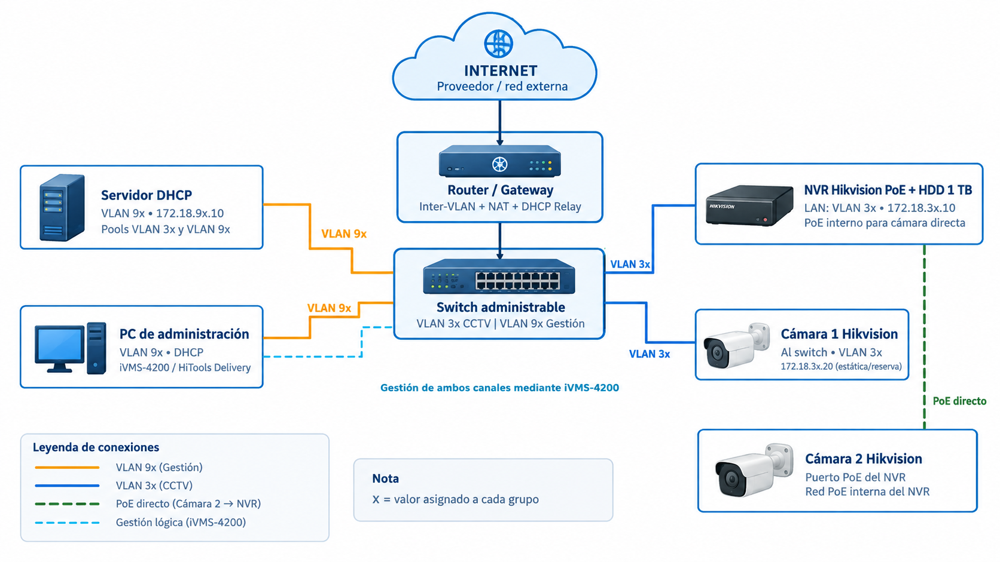 INTERNET
Proveedor / red externa
Router / Gateway
Inter-VLAN + NAT + DHCP Relay
Servidor DHCP
VLAN 9x • 172.18.9x.10
Pools VLAN 3x y VLAN 9x
VLAN 9x
NVR Hikvision PoE + HDD 1 TB
LAN: VLAN 3x • 172.18.3x.10
PoE interno para cámara directa
HIKVISION
VLAN 3x
Switch administrable
VLAN 3x CCTV | VLAN 9x Gestión
VLAN 9x
PC de administración
VLAN 9x • DHCP
iVMS-4200 / HiTools Delivery
VLAN 3x
Cámara 1 Hikvision
Al switch • VLAN 3x
172.18.3x.20 (estática/reserva)
Gestión de ambos canales mediante iVMS-4200
PoE directo
Cámara 2 Hikvision
Puerto PoE del NVR
Red PoE interna del NVR
Leyenda de conexiones
VLAN 9x (Gestión)
VLAN 3x (CCTV)
PoE directo (Cámara 2 → NVR)
Gestión lógica (iVMS-4200)
Nota
X = valor asignado a cada grupo